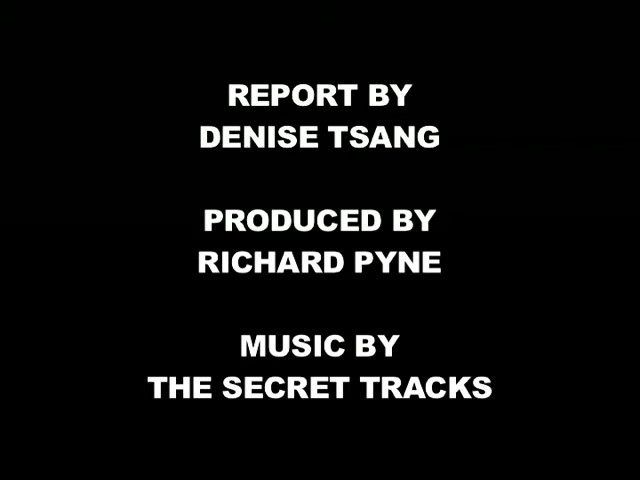 REPORT BY
DENISE TSANG
PRODUCED BY
RICHARD PYNE
MUSIC BY
THE SECRET TRACKS